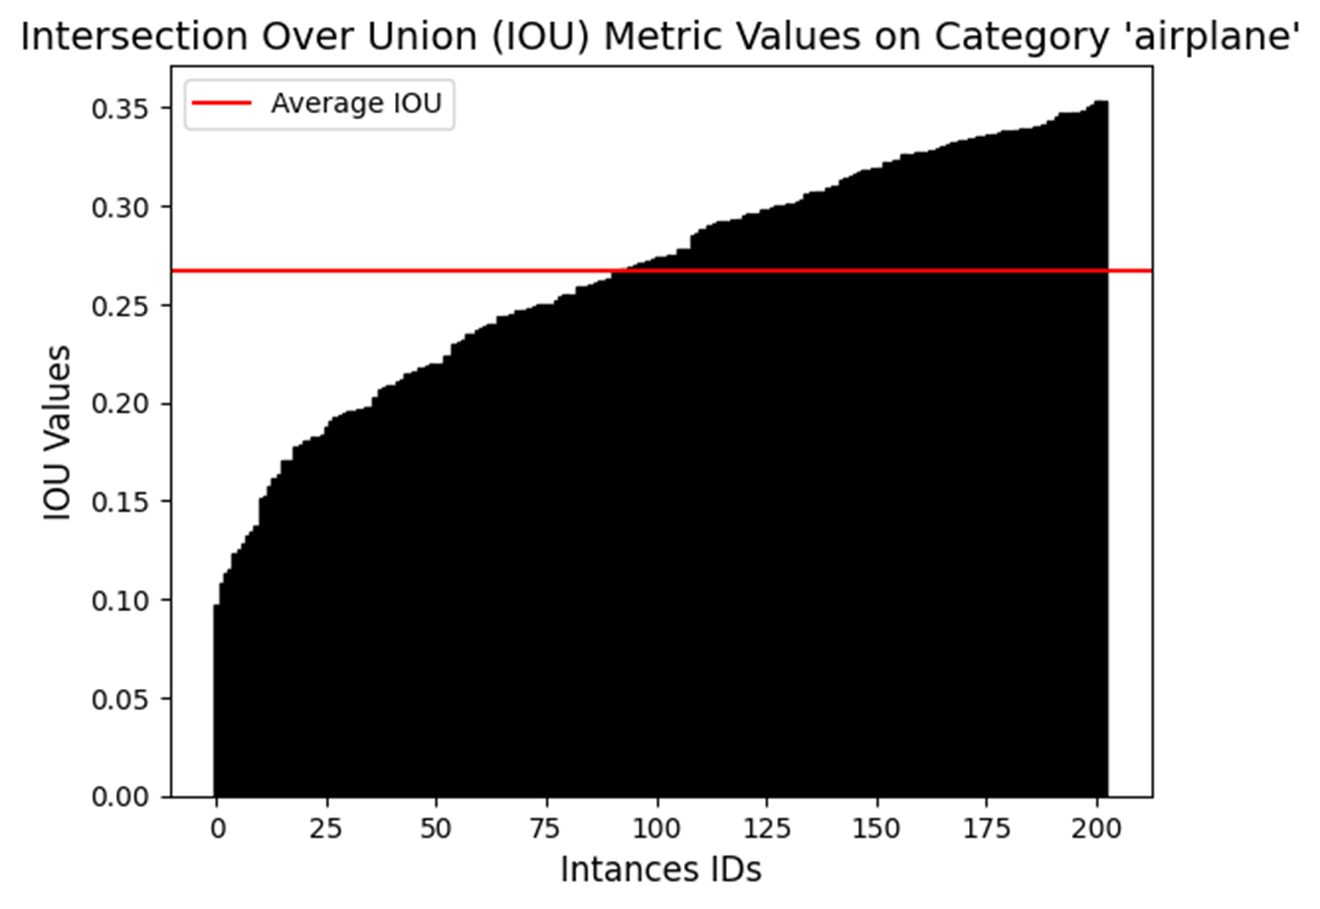 Intersection Over Union (IOU) Metric Values on Category 'airplane'
Average IOU
0.35
0.30
0.25
0.20
0.15
0.10
0.05
0.00
IOU Values
0 25 50 75 100 125 150 175 200
Intances IDs